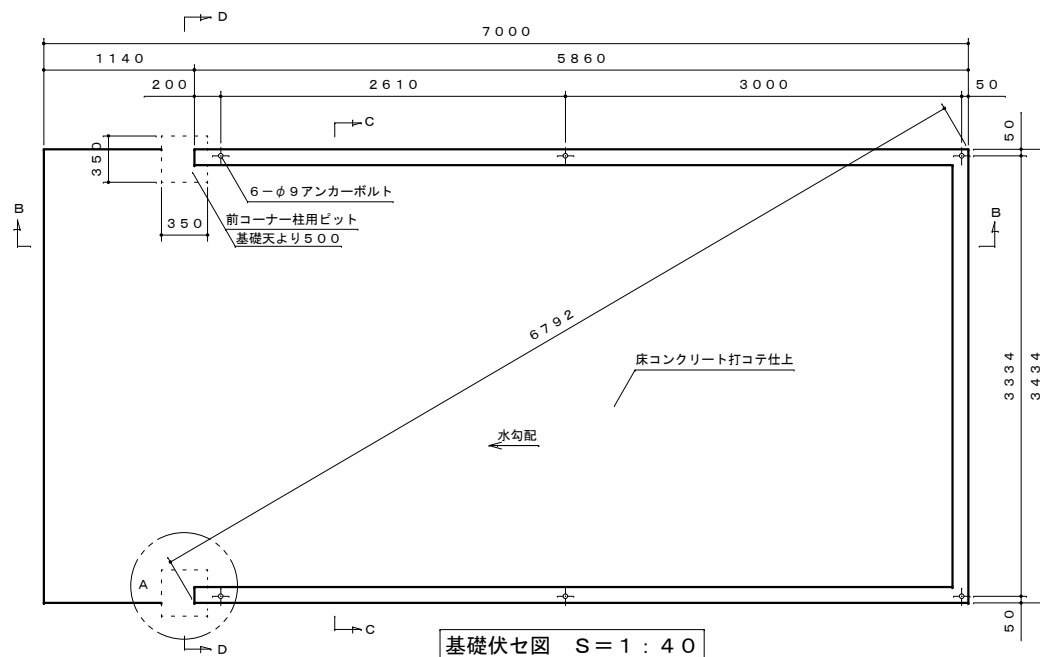 D
7000
1140
5860
200
2610
3000
50
C
50
350
6-φ9アンカーボルト
前コーナー柱用ピット
基礎天より500
350
B
B
6792
床コンクリート打コテ仕上
3334
3434
水勾配
A
C
D
50
基礎伏セ図 S=1:40